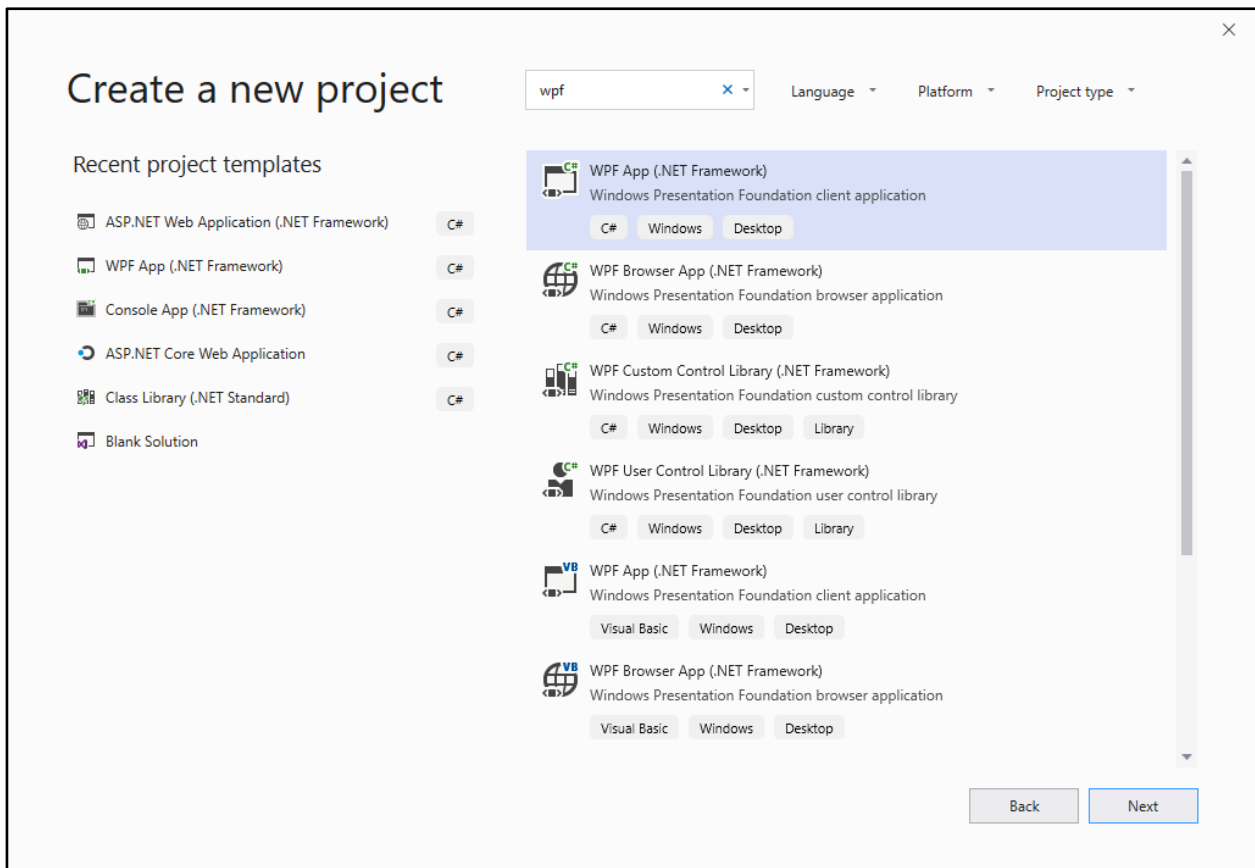 Create a new project
wpf
Language
Platform
Project type
Recent project templates
ASP.NET Web Application (.NET Framework) C#
WPF App (.NET Framework) C#
Console App (.NET Framework) C#
ASP.NET Core Web Application C#
Class Library (.NET Standard) C#
Blank Solution
C#
WPF App (.NET Framework)
Windows Presentation Foundation client application
C# Windows Desktop
C#
WPF Browser App (.NET Framework)
Windows Presentation Foundation browser application
C# Windows Desktop
C#
WPF Custom Control Library (.NET Framework)
Windows Presentation Foundation custom control library
C# Windows Desktop Library
C#
WPF User Control Library (.NET Framework)
Windows Presentation Foundation user control library
C# Windows Desktop Library
VB
WPF App (.NET Framework)
Windows Presentation Foundation client application
Visual Basic Windows Desktop
VB
WPF Browser App (.NET Framework)
Windows Presentation Foundation browser application
Visual Basic Windows Desktop
Back
Next